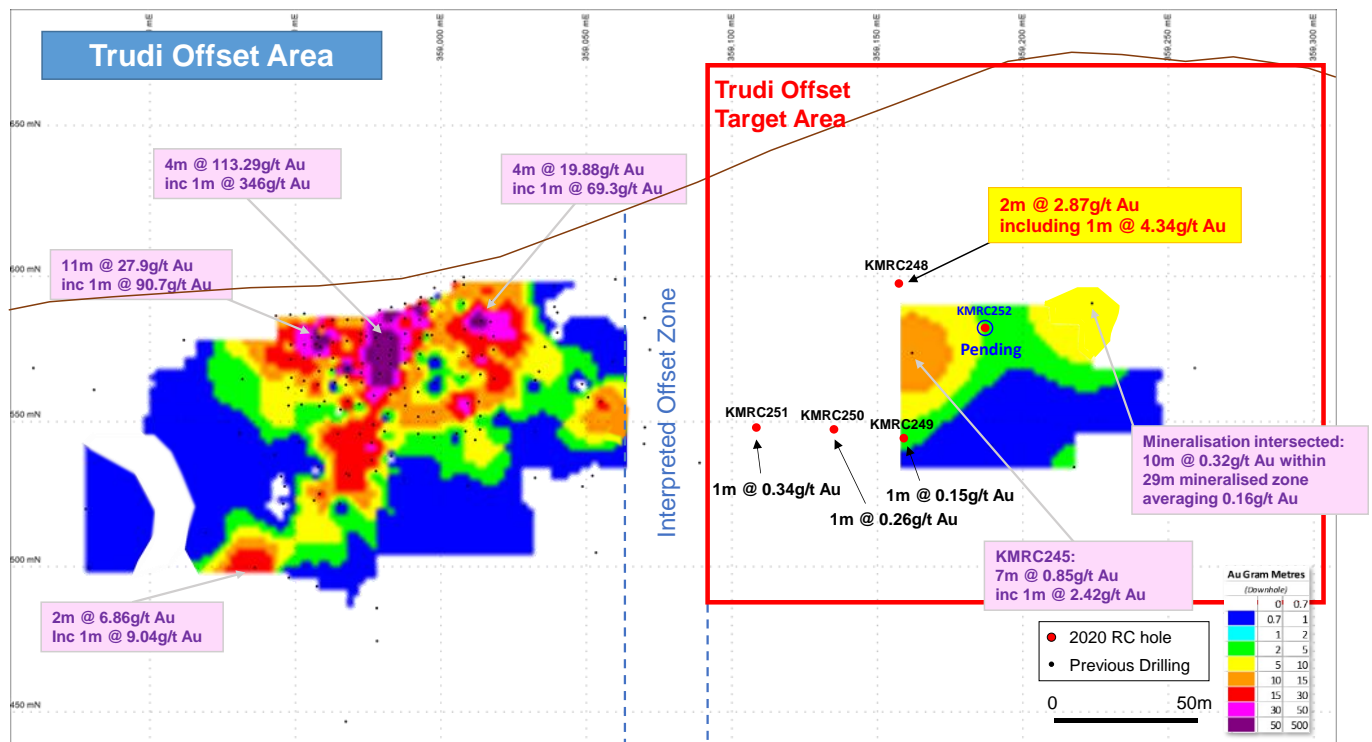 Trudi Offset Area
359,000 mE
359,050 mE
359,100 mE
359,150 mE
359,200 mE
359,250 mE
359,300 mE
650 mN
600 mN
550 mN
500 mN
450 mN
Trudi Offset
Target Area
4m @ 113.29g/t Au
inc 1m @ 346g/t Au
4m @ 19.88g/t Au
inc 1m @ 69.3g/t Au
11m @ 27.9g/t Au
inc 1m @ 90.7g/t Au
2m @ 6.86g/t Au
Inc 1m @ 9.04g/t Au
Interpreted Offset Zone
2m @ 2.87g/t Au
including 1m @ 4.34g/t Au
KMRC248
KMRC252
Pending
KMRC251
KMRC250
KMRC249
1m @ 0.34g/t Au
1m @ 0.26g/t Au
1m @ 0.15g/t Au
Mineralisation intersected:
10m @ 0.32g/t Au within
29m mineralised zone
averaging 0.16g/t Au
KMRC245:
7m @ 0.85g/t Au
inc 1m @ 2.42g/t Au
2020 RC hole
Previous Drilling
0 50m
Au Gram Metres
(Downhole)
0 0.7
0.7 1
1 2
2 5
5 10
10 15
15 30
30 50
50 500